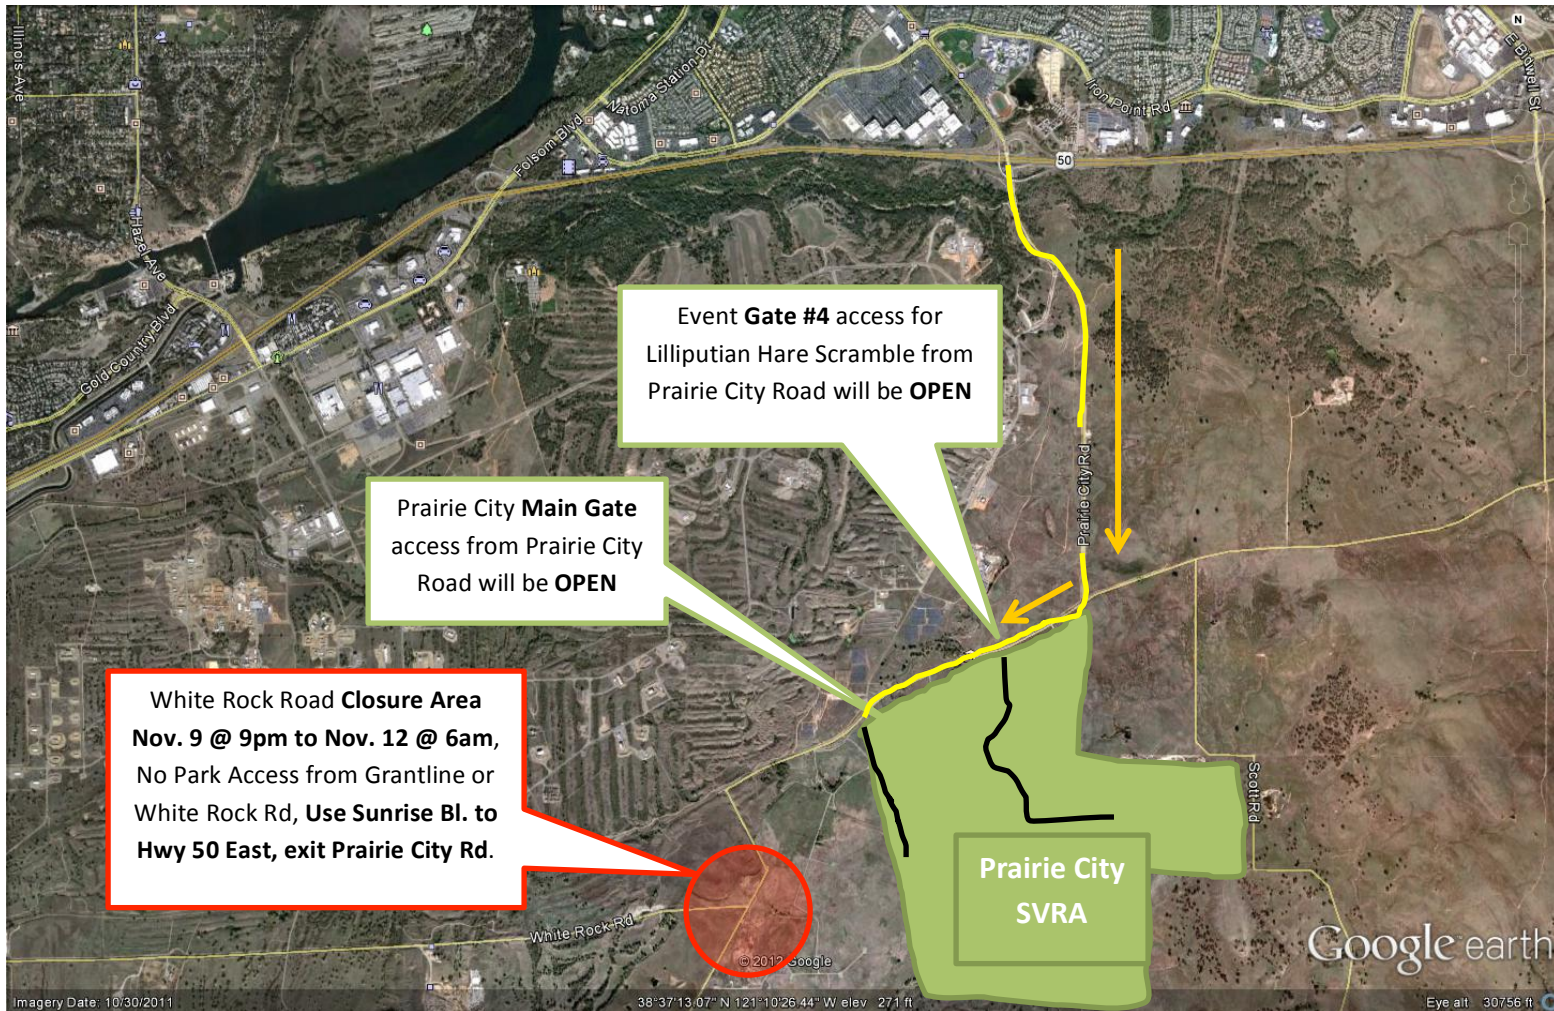 Illinois Ave
N
E Bidwell St
Natoma Station Dr
Iron Point Rd
Folsom Blvd
50
Hazel Ave
Gold Country Blvd
Event Gate #4 access for
Lilliputian Hare Scramble from
Prairie City Road will be OPEN
Prairie City Rd
Prairie City Main Gate
access from Prairie City
Road will be OPEN
White Rock Road Closure Area
Nov. 9 @ 9pm to Nov. 12 @ 6am,
No Park Access from Grantline or
White Rock Rd, Use Sunrise Bl. to
Hwy 50 East, exit Prairie City Rd.
Scott Rd
Prairie City
SVRA
White Rock Rd
© 2012 Google
Google earth
Imagery Date: 10/30/2011
38°37'13.07" N 121°10'26.44" W elev 271 ft
Eye alt 30756 ft